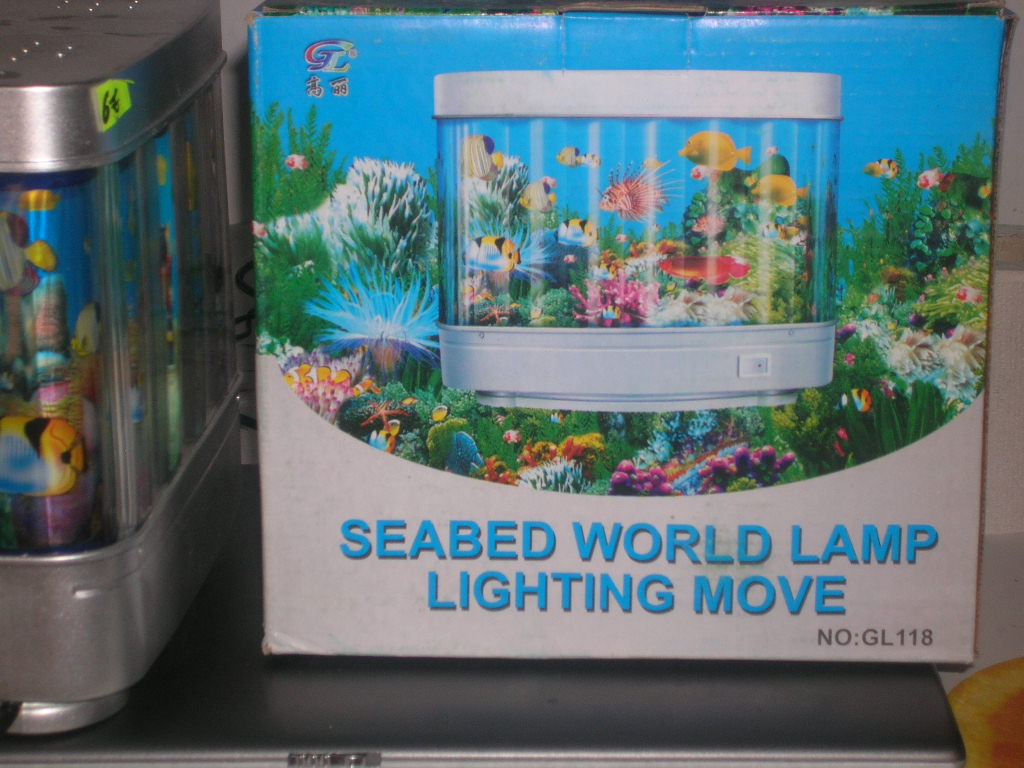 GL
高丽
SEABED WORLD LAMP
LIGHTING MOVE
NO:GL118